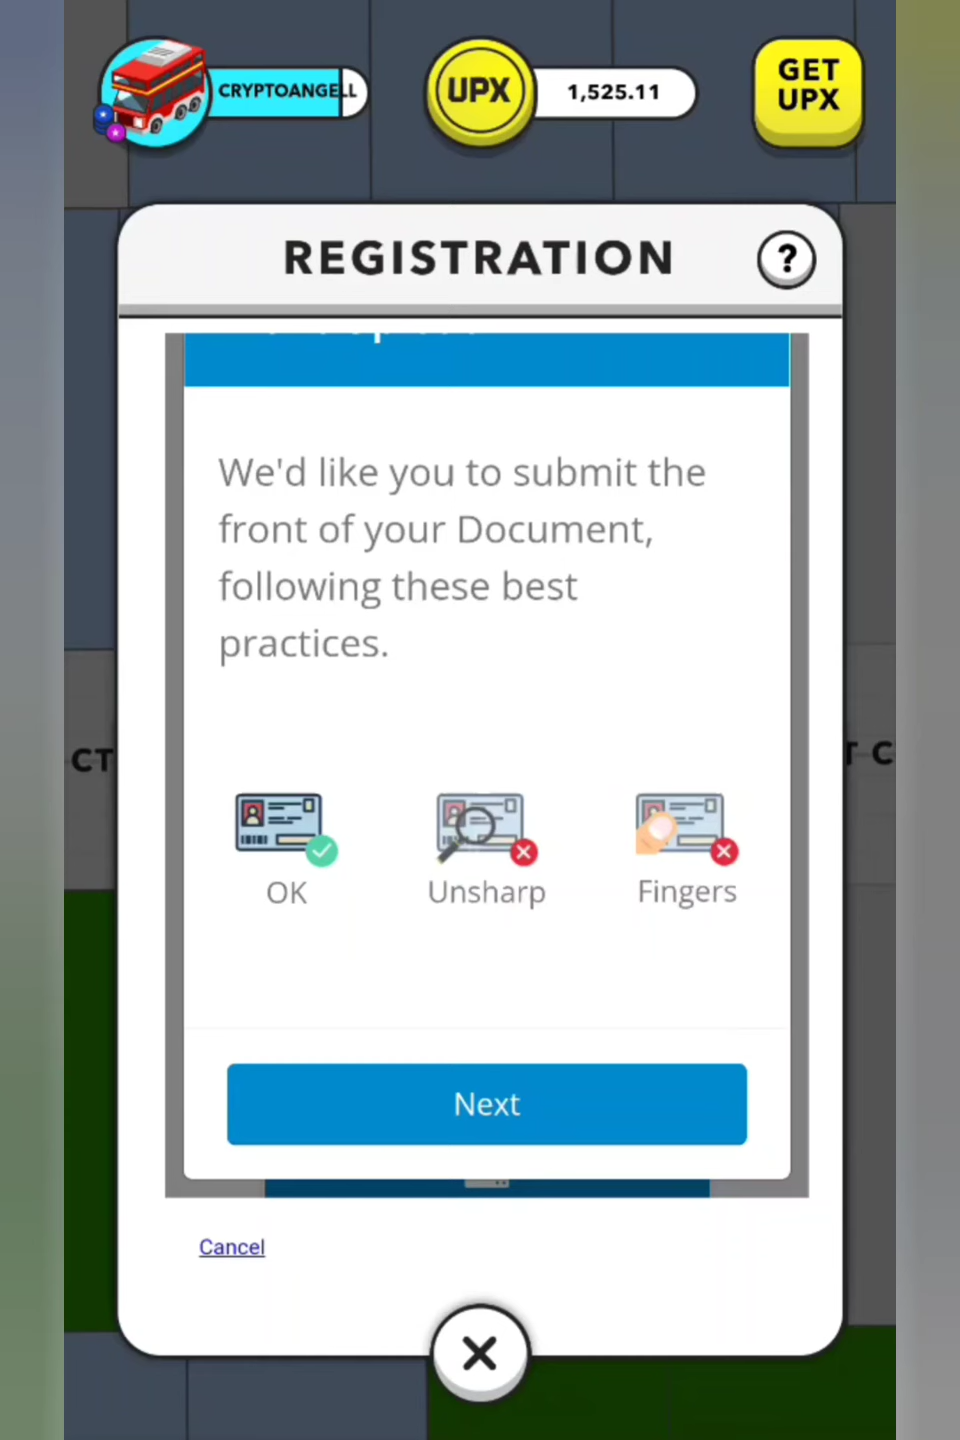 CRYPTOANGELL
UPX
1,525.11
GET
UPX
REGISTRATION
?
We'd like you to submit the
front of your Document,
following these best
practices.
CT
T C
OK
Unsharp
Fingers
Next
Cancel